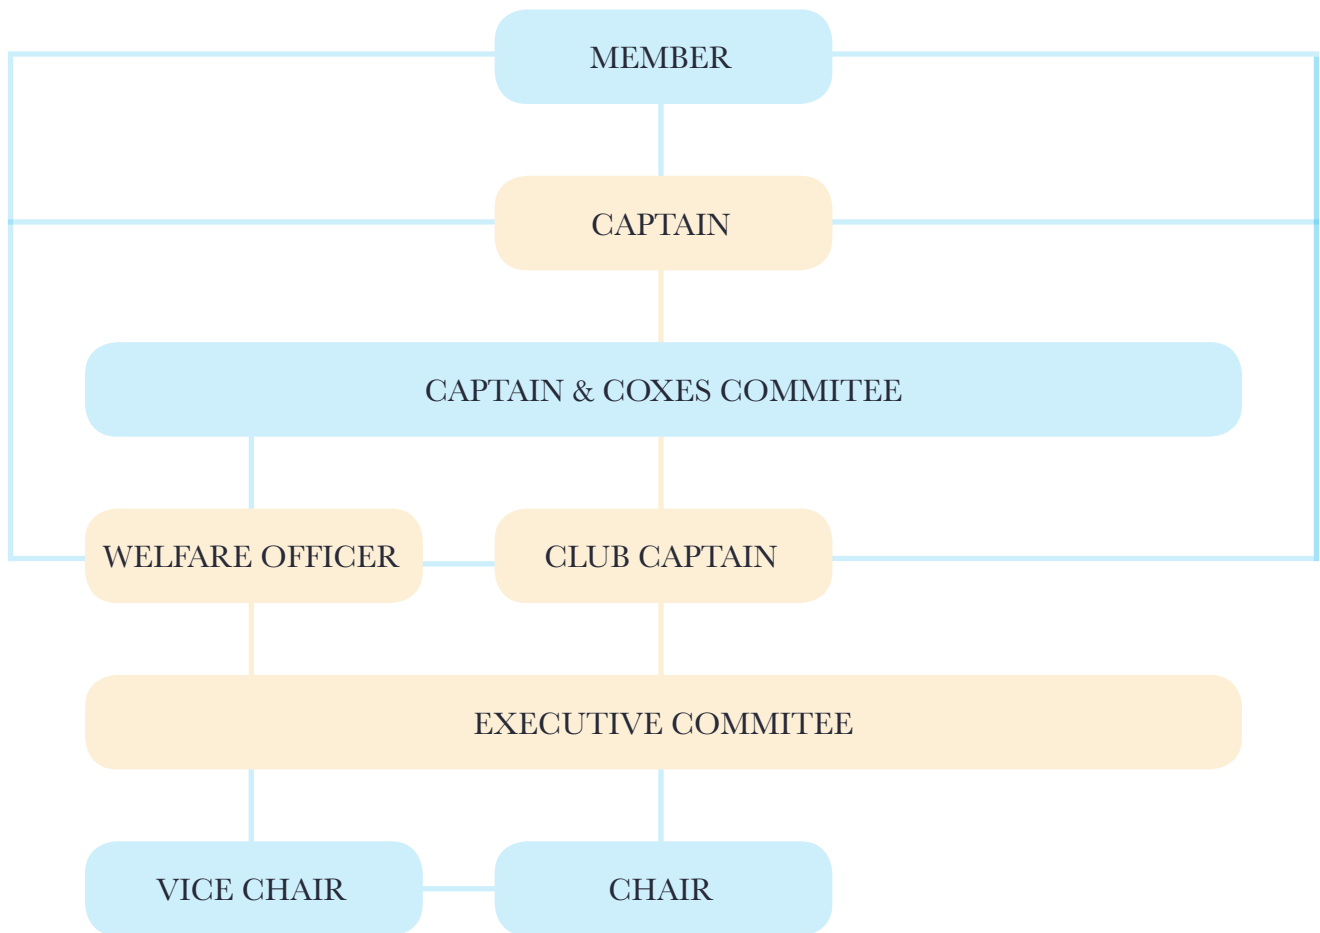 MEMBER
CAPTAIN
CAPTAIN & COXES COMMITEE
WELFARE OFFICER
CLUB CAPTAIN
EXECUTIVE COMMITEE
VICE CHAIR
CHAIR